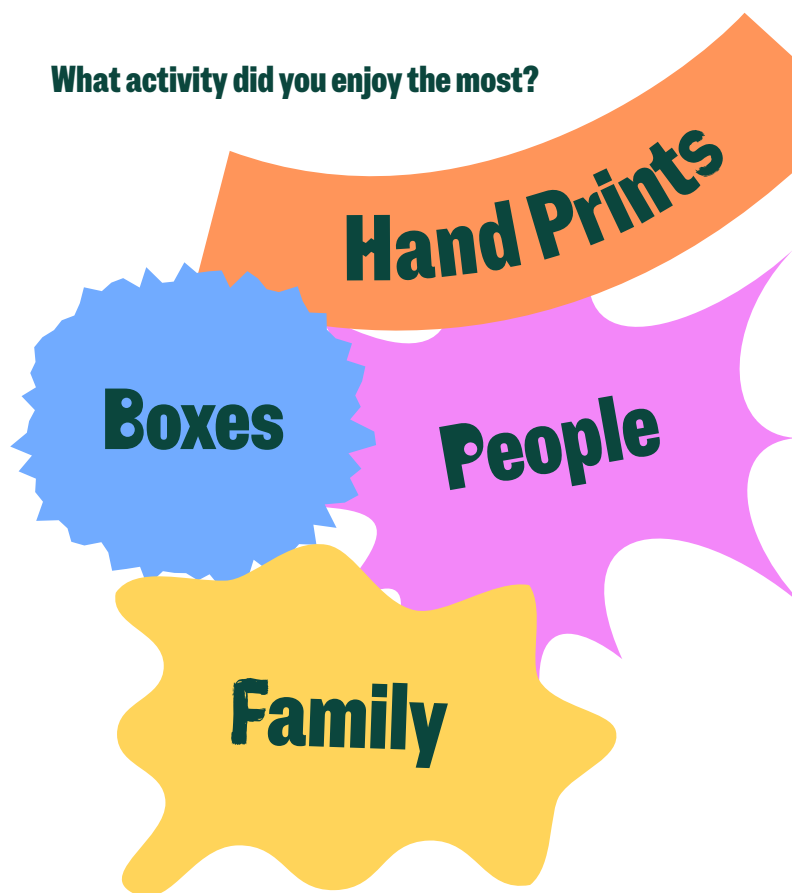 What activity did you enjoy the most?
Hand Prints
Boxes
People
Family